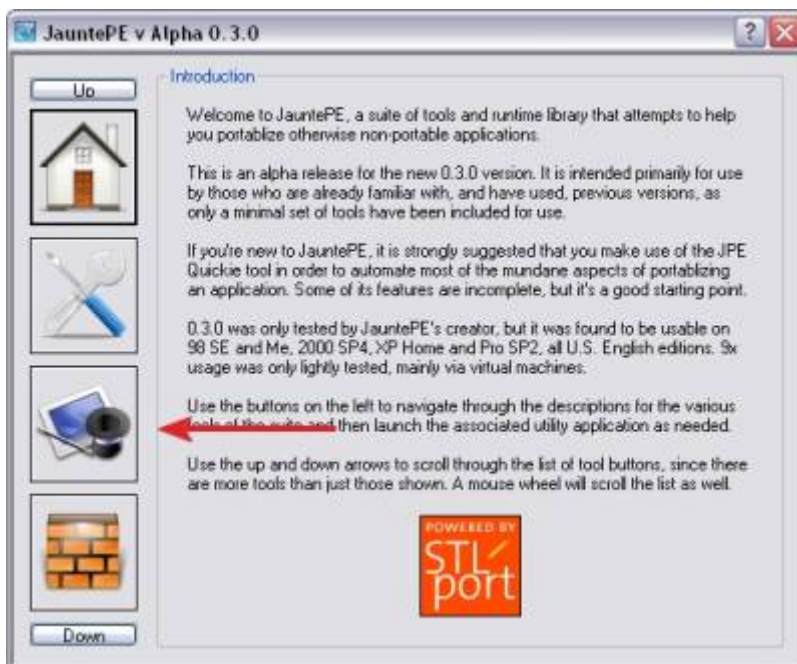 JauntePE v Alpha 0.3.0
Up
Introduction
Welcome to JauntePE, a suite of tools and runtime library that attempts to help
you portablize otherwise non-portable applications.
This is an alpha release for the new 0.3.0 version. It is intended primarily for use
by those who are already familiar with, and have used, previous versions, as
only a minimal set of tools have been included for use.
If you're new to JauntePE, it is strongly suggested that you make use of the JPE
Quickie tool in order to automate most of the mundane aspects of portablizing
an application. Some of its features are incomplete, but it's a good starting point.
0.3.0 was only tested by JauntePE's creator, but it was found to be usable on
98 SE and Me, 2000 SP4, XP Home and Pro SP2, all U.S. English editions. 9x
usage was only lightly tested, mainly via virtual machines.
Use the buttons on the left to navigate through the descriptions for the various
tools of the suite and then launch the associated utility application as needed.
Use the up and down arrows to scroll through the list of tool buttons, since there
are more tools than just those shown. A mouse wheel will scroll the list as well.
POWERED BY
STL
port
Down